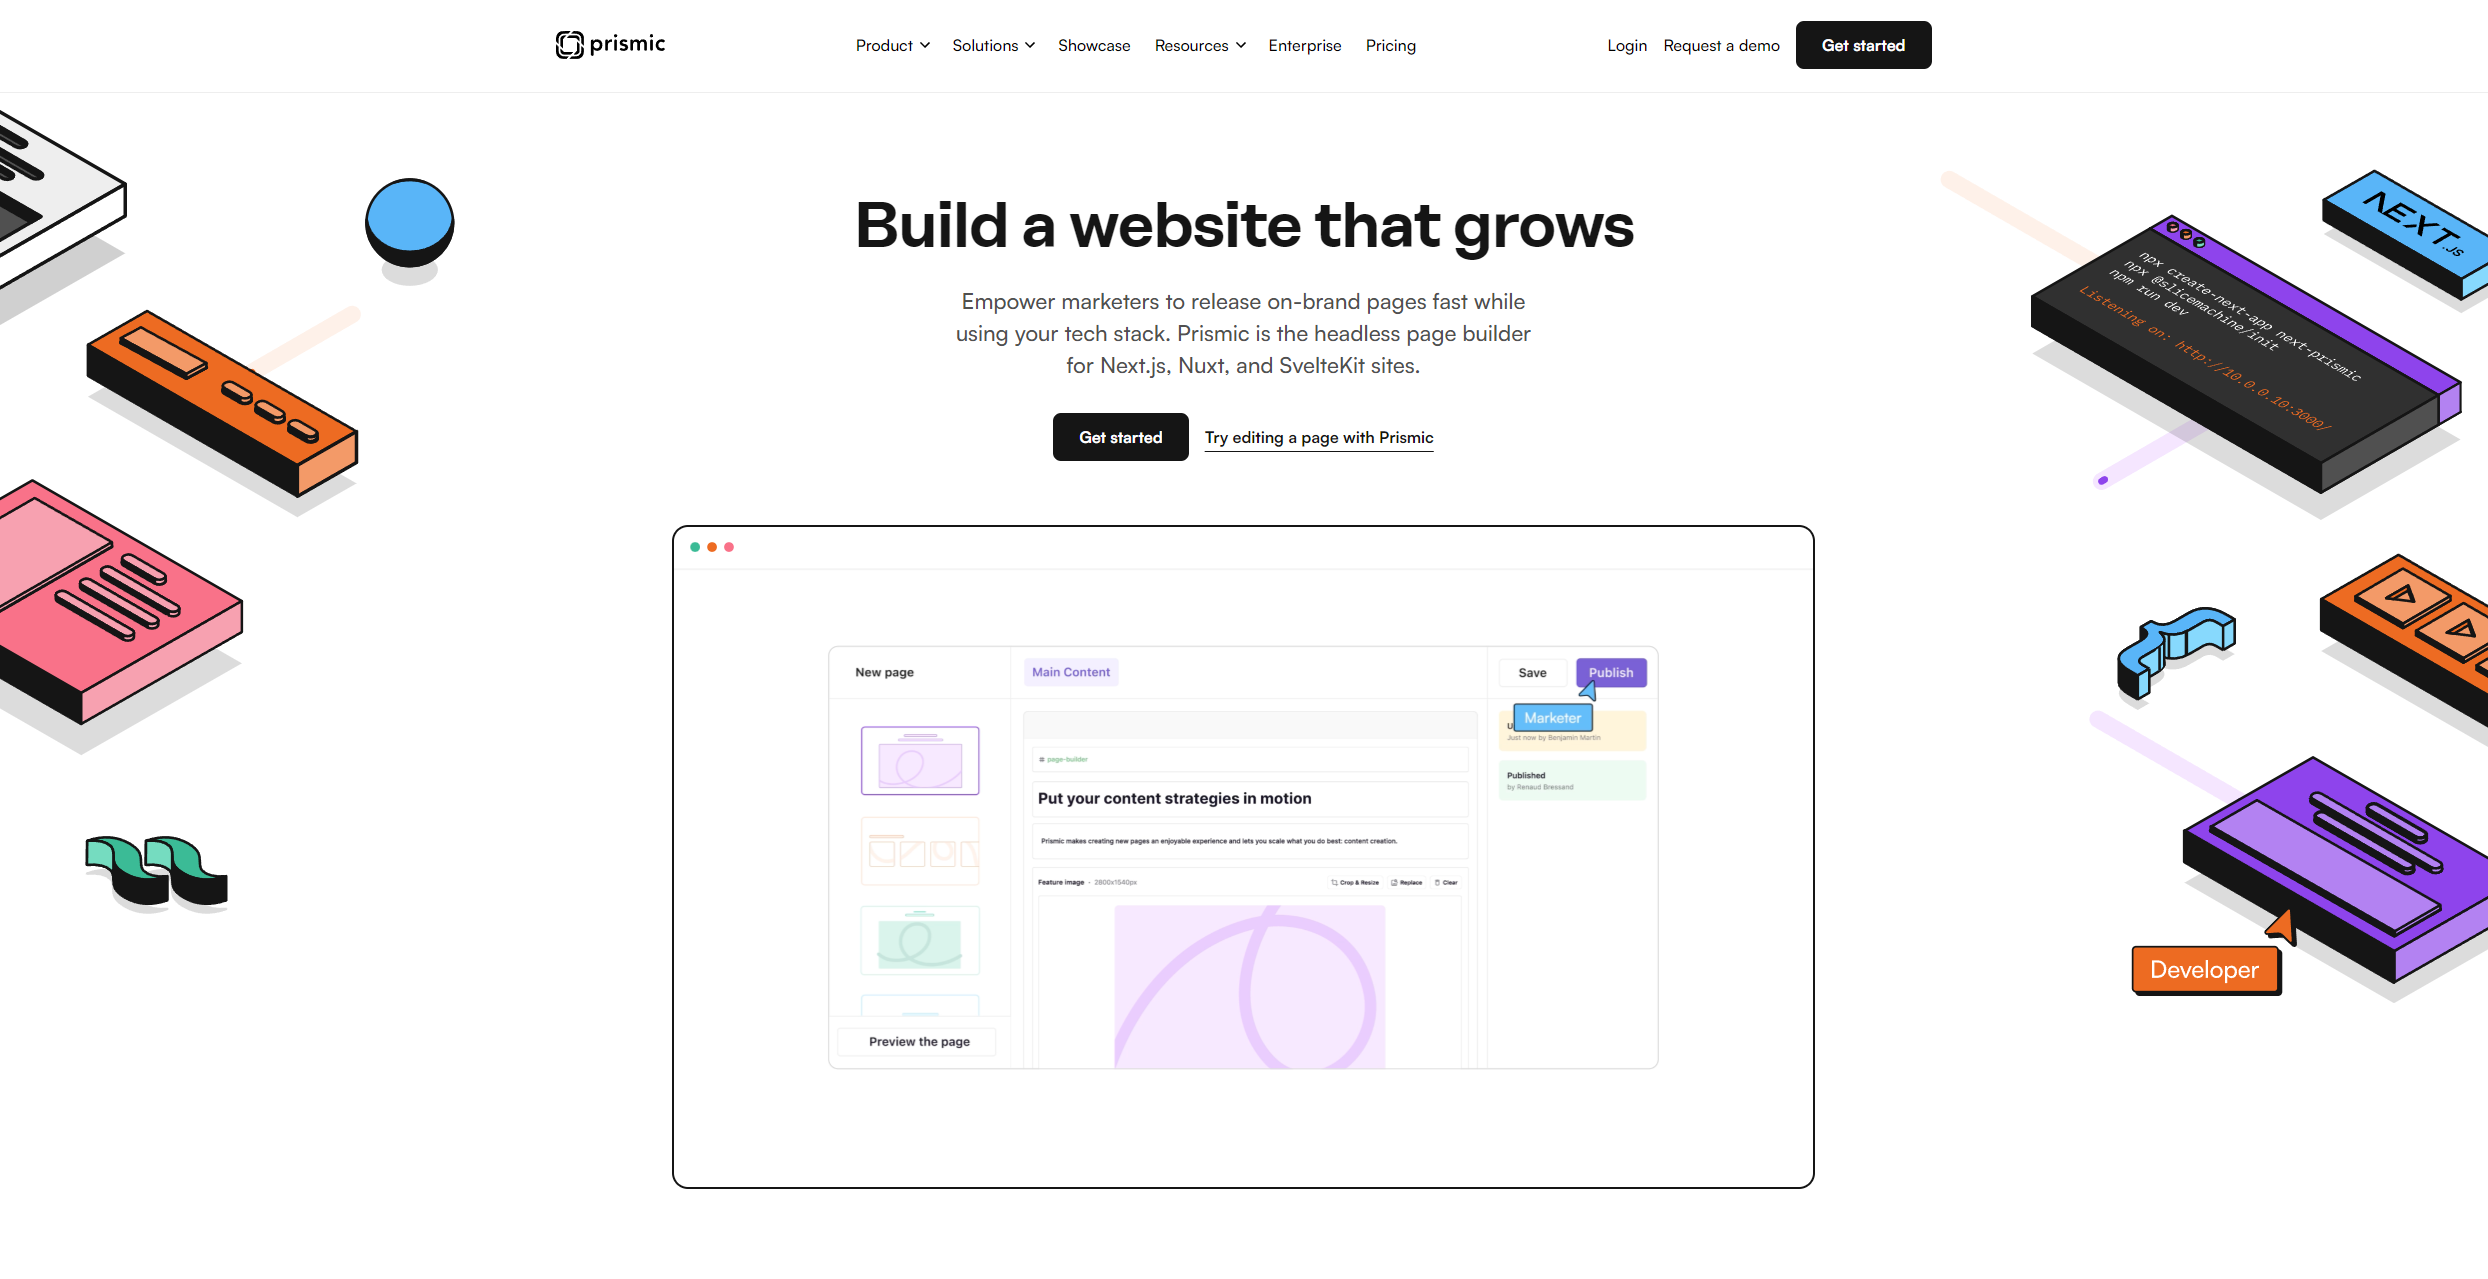 prismic
Product
Solutions
Showcase
Resources
Enterprise
Pricing
Login
Request a demo
Get started
Build a website that grows
Empower marketers to release on-brand pages fast while
using your tech stack. Prismic is the headless page builder
for Next.js, Nuxt, and SvelteKit sites.
Get started
Try editing a page with Prismic
NEXT.JS
npx create-next-app next-prismic
npx @slicemachine/init
npm run dev
Listening on: http://10.0.0.10:3000/
New page
Main Content
Save
Publish
Marketer
Just now by Benjamin Martin
Published
by Renaud Bressand
# page-builder
Put your content strategies in motion
Prismic makes creating new pages an enjoyable experience and lets you scale what you do best: content creation.
Feature image - 2800x1540px
Crop & Resize
Replace
Clear
Preview the page
Developer